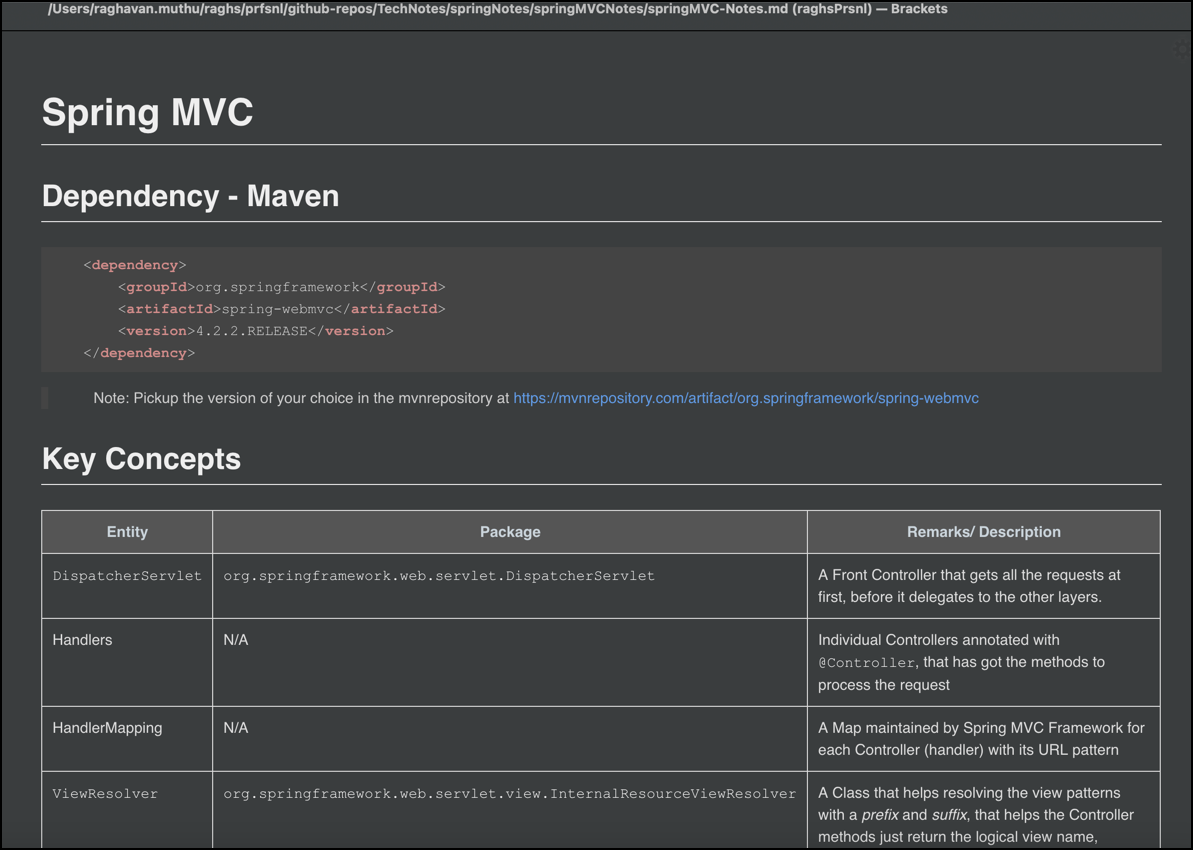 /Users/raghavan.muthu/raghs/prfsnl/github-repos/TechNotes/springNotes/springMVCNotes/springMVC-Notes.md (raghsPrsnl) — Brackets
Spring MVC
Dependency - Maven
<dependency>
<groupId>org.springframework</groupId>
<artifactId>spring-webmvc</artifactId>
<version>4.2.2.RELEASE</version>
</dependency>
Note: Pickup the version of your choice in the mvnrepository at https://mvnrepository.com/artifact/org.springframework/spring-webmvc
Key Concepts
Entity
Package
Remarks/ Description
DispatcherServlet
org.springframework.web.servlet.DispatcherServlet
A Front Controller that gets all the requests at
first, before it delegates to the other layers.
Handlers
N/A
Individual Controllers annotated with
@Controller, that has got the methods to
process the request
HandlerMapping
N/A
A Map maintained by Spring MVC Framework for
each Controller (handler) with its URL pattern
ViewResolver
org.springframework.web.servlet.view.InternalResourceViewResolver
A Class that helps resolving the view patterns
with a prefix and suffix, that helps the Controller
methods just return the logical view name,